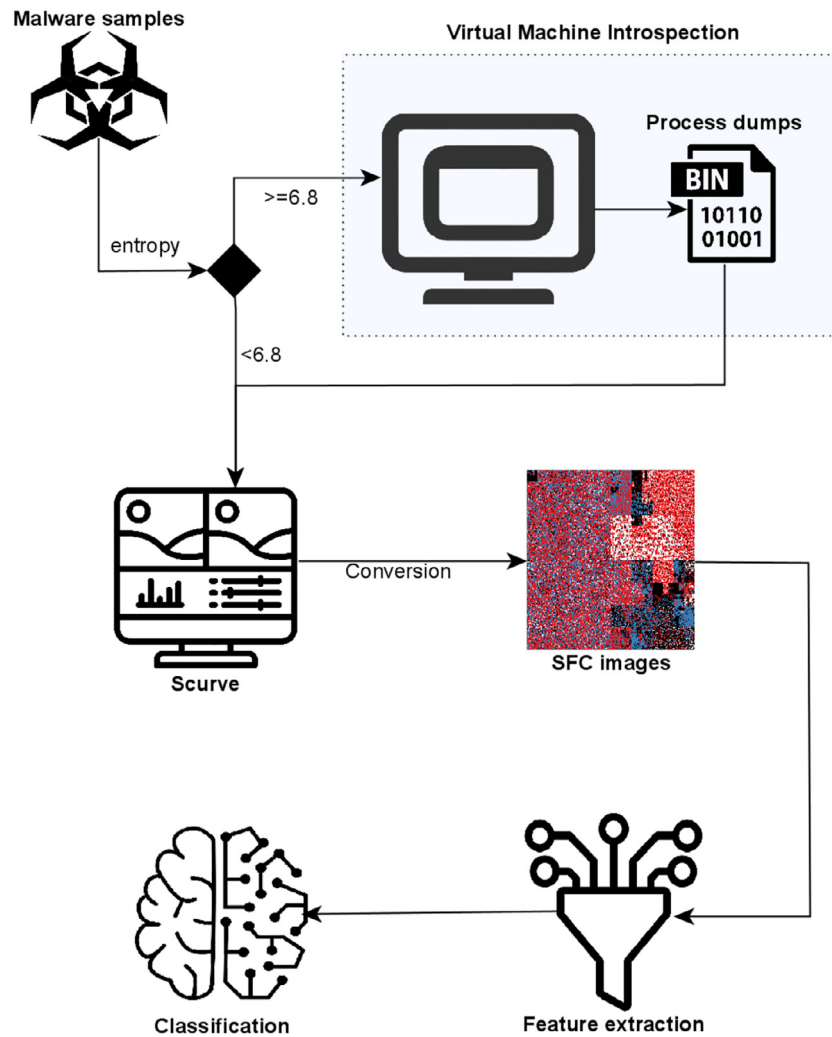 Malware samples
Virtual Machine Introspection
Process dumps
BIN
10110
01001
>=6.8
entropy
<6.8
Conversion
Scurve
SFC images
Classification
Feature extraction